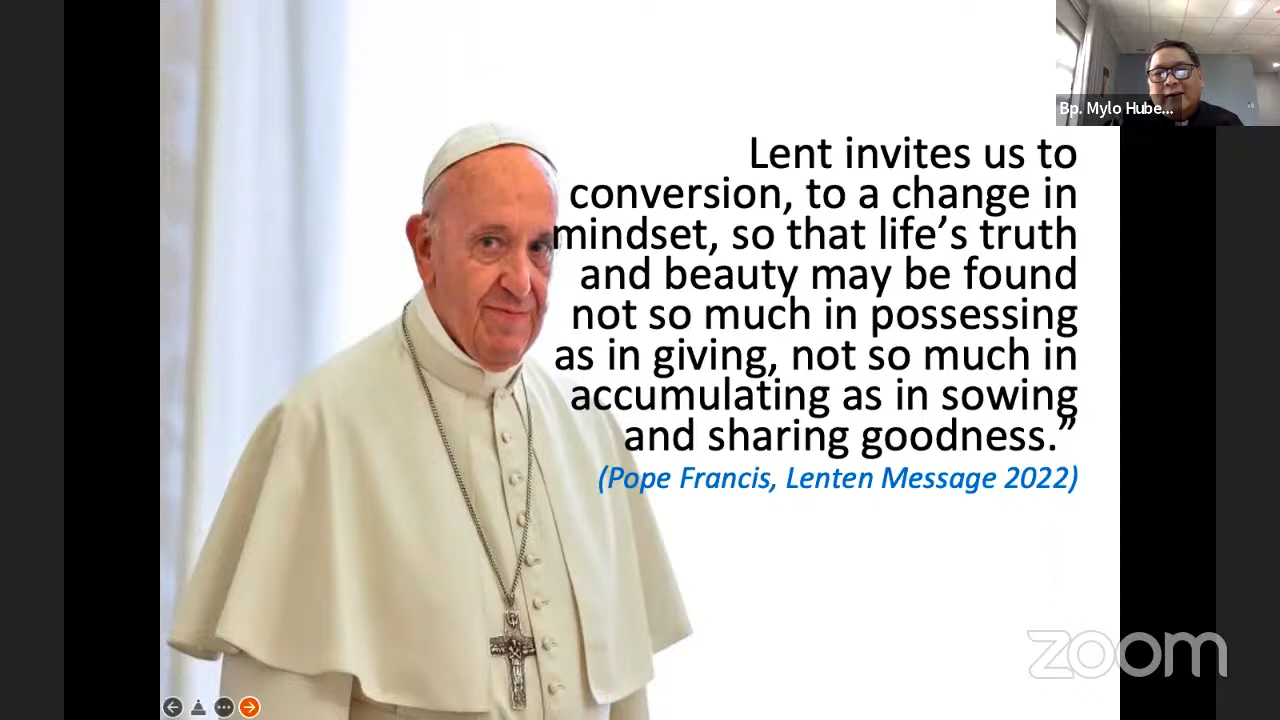 Bp. Mylo Hube...
Lent invites us to
conversion, to a change in
mindset, so that life’s truth
and beauty may be found
not so much in possessing
as in giving, not so much in
accumulating as in sowing
and sharing goodness.”
(Pope Francis, Lenten Message 2022)
zoom